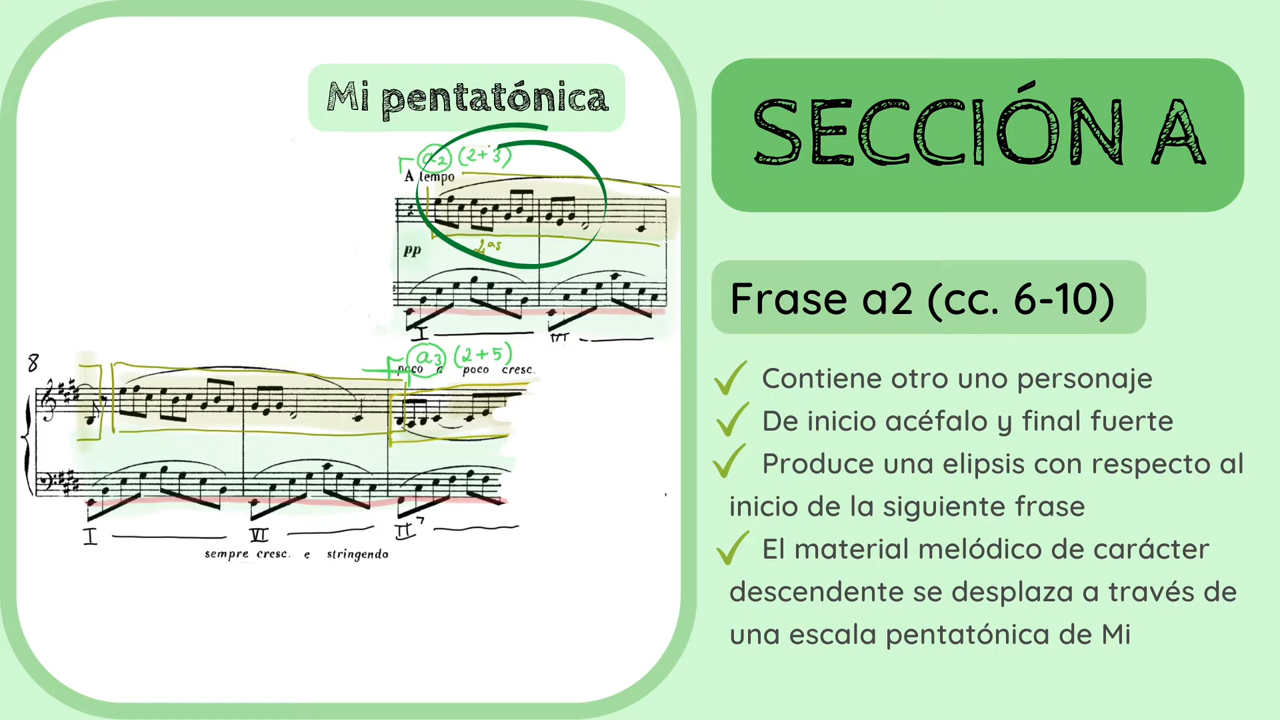 Mi pentatónica
a2 (2+3)
A tempo
pp
2as
I III
8
a3 (2+5)
poco a poco cresc.
I VI II7
sempre cresc. e stringendo
SECCIÓN A
Frase a2 (cc. 6-10)
Contiene otro uno personaje
De inicio acéfalo y final fuerte
Produce una elipsis con respecto al
inicio de la siguiente frase
El material melódico de carácter
descendente se desplaza a través de
una escala pentatónica de Mi